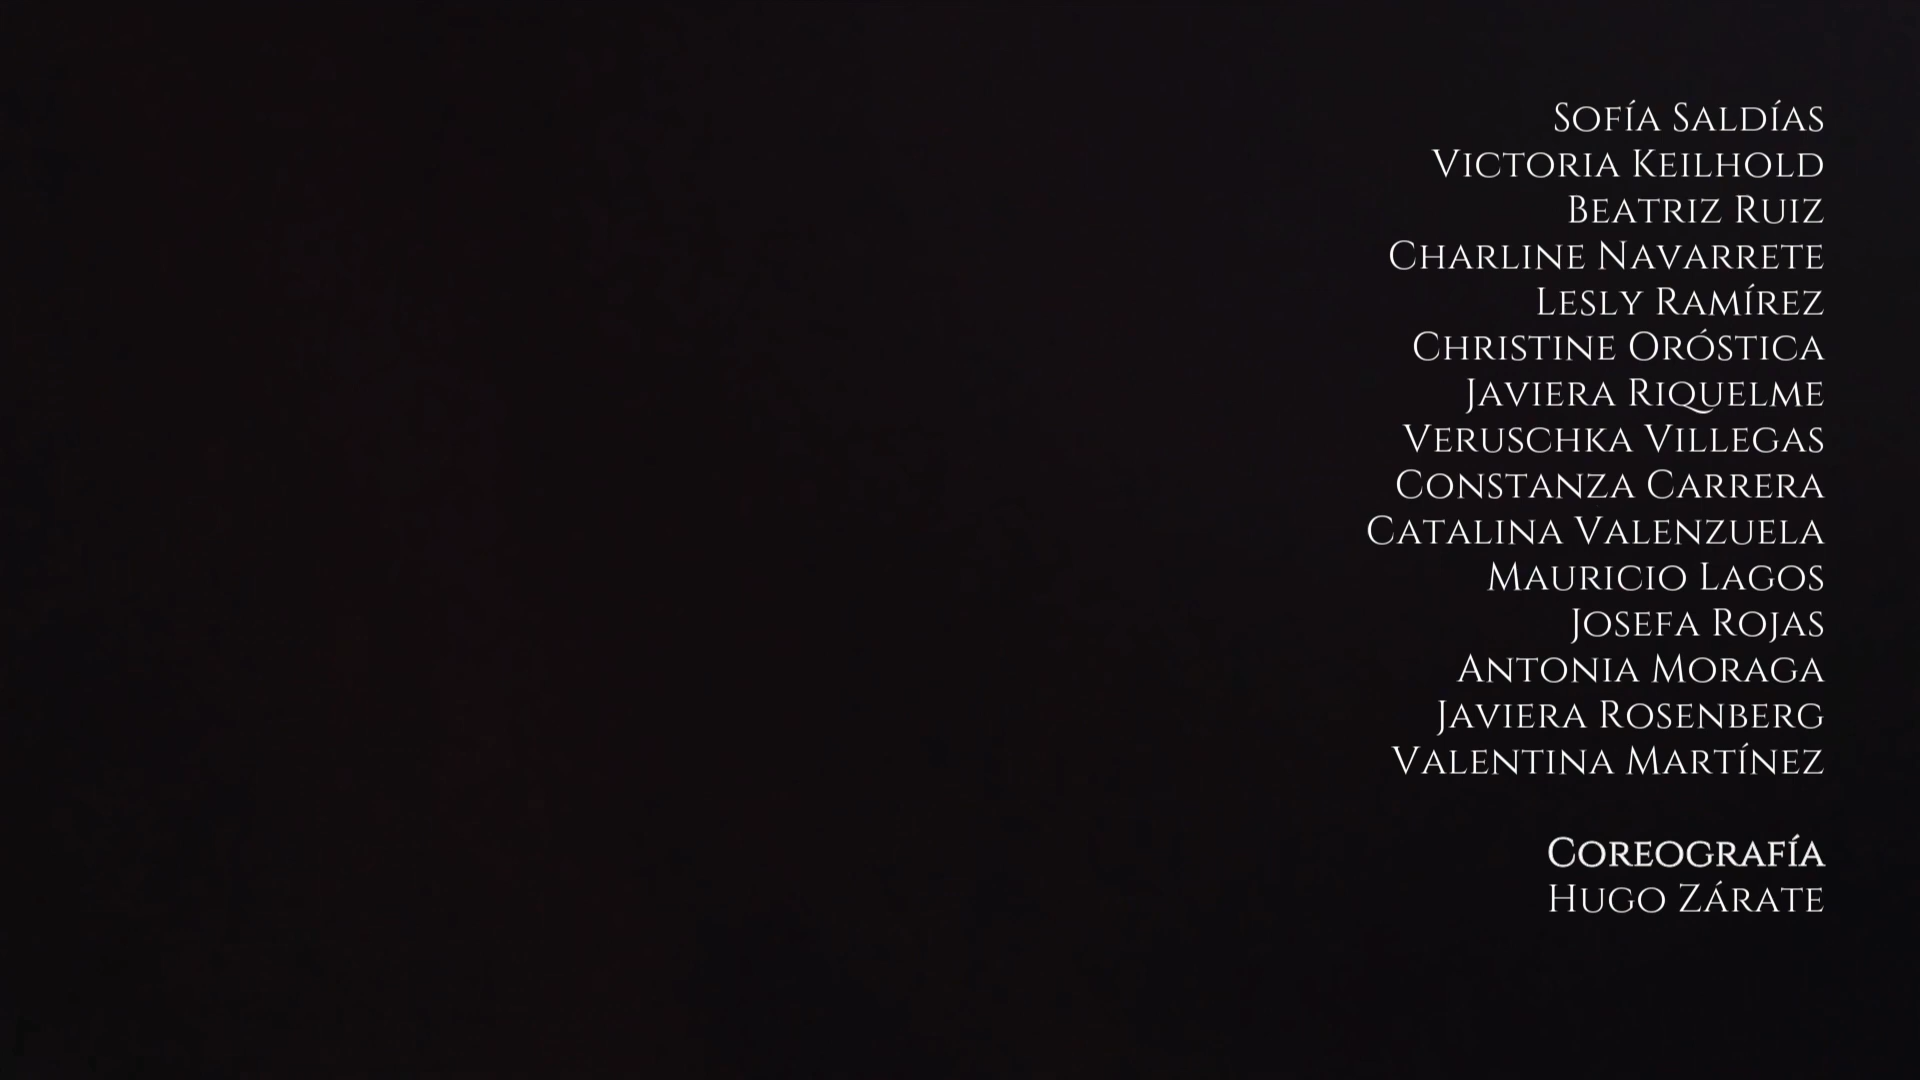 Sofía Saldías
Victoria Keilhold
Beatriz Ruiz
Charline Navarrete
Lesly Ramírez
Christine Oróstica
Javiera Riquelme
Veruschka Villegas
Constanza Carrera
Catalina Valenzuela
Mauricio Lagos
Josefa Rojas
Antonia Moraga
Javiera Rosenberg
Valentina Martínez
Coreografía
Hugo Zárate